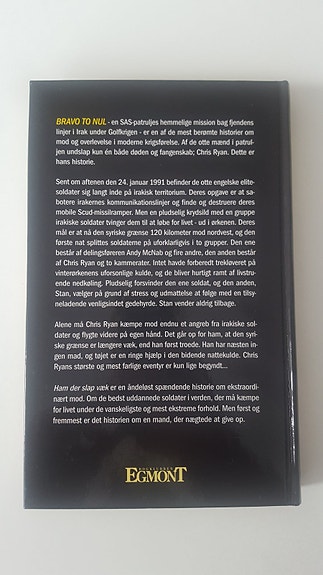 BRAVO TO NUL - en SAS-patruljes hemmelige mission bag fjendens
linjer i Irak under Golfkrigen - er en af de mest berømte historier om
mod og overlevelse i moderne krigsførelse. Af de otte mænd i patrul-
jen undslap kun én både døden og fangenskab; Chris Ryan. Dette er
hans historie.
Sent om aftenen den 24. januar 1991 befinder de otte engelske elite-
soldater sig langt inde på irakisk territorium. Deres opgave er at sa-
botere irakernes kommunikationslinjer og finde og destruere deres
mobile Scud-missilramper. Men en pludselig krydsild med en gruppe
irakiske soldater tvinger dem til at løbe for livet - ud i ørkenen. Deres
mål er at nå den syriske grænse 120 kilometer mod nordvest, og den
første nat splittes soldaterne på uforklarligvis i to grupper. Den ene
består af delingsføreren Andy McNab og fire andre, den anden består
af Chris Ryan og to kammerater. Intet havde forberedt trekløveret på
vinterørkenens uforsonlige kulde, og de bliver hurtigt ramt af livstru-
ende nedkøling. Pludselig forsvinder den ene soldat, og den anden,
Stan, vælger på grund af stress og udmattelse at følge med en tilsy-
neladende venligsindet gedehyrde. Stan vender aldrig tilbage.
Alene må Chris Ryan kæmpe mod endnu et angreb fra irakiske sol-
dater og flygte videre på egen hånd. Det går op for ham, at den syri-
ske grænse er længere væk, end han først troede. Han har næsten in-
gen mad, og tøjet er en ringe hjælp i den bidende nattekulde. Chris
Ryans største og mest farlige eventyr er kun lige begyndt...
Ham der slap væk er en åndeløst spændende historie om ekstraordi-
nært mod. Om de bedst uddannede soldater i verden, der må kæmpe
for livet under de vanskeligste og mest ekstreme forhold. Men først og
fremmest er det historien om en mand, der nægtede at give op.
BOGKLUBBEN
EGMONT